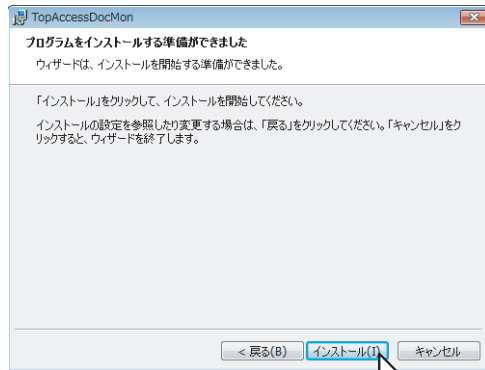 TopAccessDocMon
プログラムをインストールする準備ができました
ウィザードは、インストールを開始する準備ができました。
「インストール」をクリックして、インストールを開始してください。
インストールの設定を参照したり変更する場合は、「戻る」をクリックしてください。「キャンセル」をク
リックすると、ウィザードを終了します。
< 戻る(B) インストール(I) キャンセル